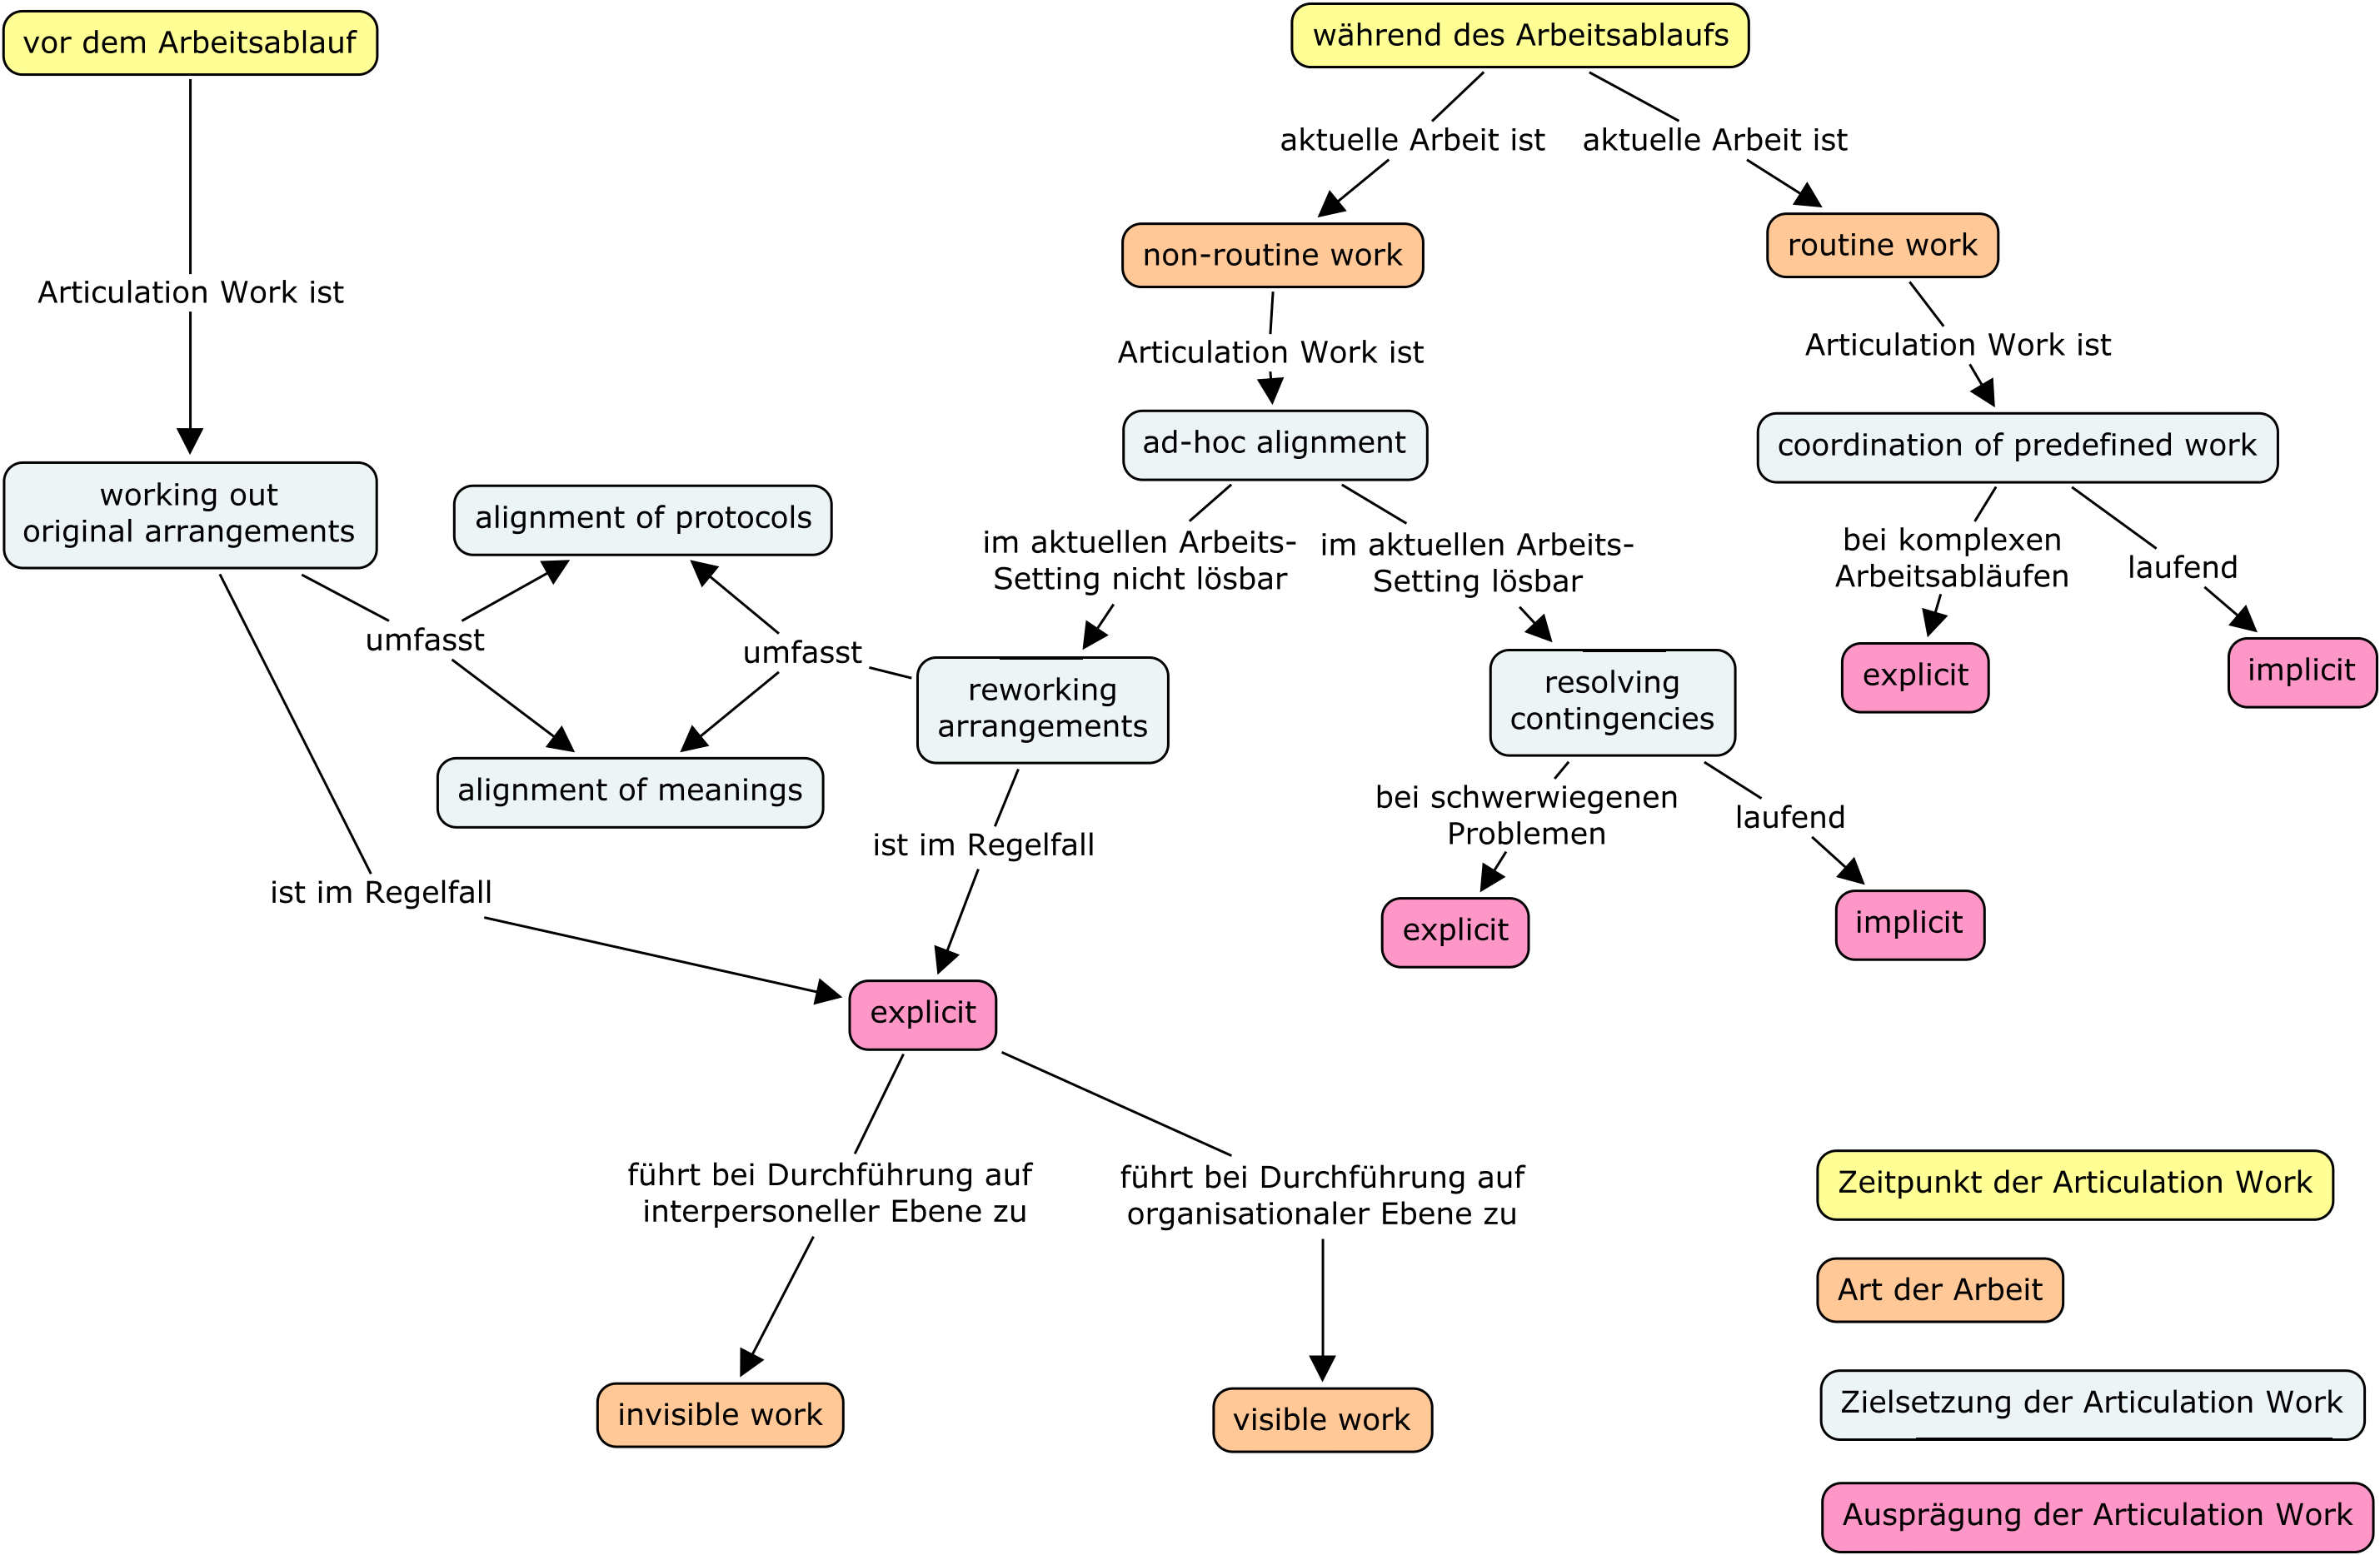 vor dem Arbeitsablauf
während des Arbeitsablaufs
aktuelle Arbeit ist
aktuelle Arbeit ist
non-routine work
routine work
Articulation Work ist
Articulation Work ist
Articulation Work ist
working out
original arrangements
alignment of protocols
ad-hoc alignment
coordination of predefined work
im aktuellen Arbeits-
Setting nicht lösbar
im aktuellen Arbeits-
Setting lösbar
bei komplexen
Arbeitsabläufen
laufend
umfasst
umfasst
reworking
arrangements
resolving
contingencies
explicit
implicit
alignment of meanings
bei schwerwiegenen
Problemen
laufend
ist im Regelfall
ist im Regelfall
explicit
implicit
explicit
führt bei Durchführung auf
interpersoneller Ebene zu
führt bei Durchführung auf
organisationaler Ebene zu
invisible work
visible work
Zeitpunkt der Articulation Work
Art der Arbeit
Zielsetzung der Articulation Work
Ausprägung der Articulation Work